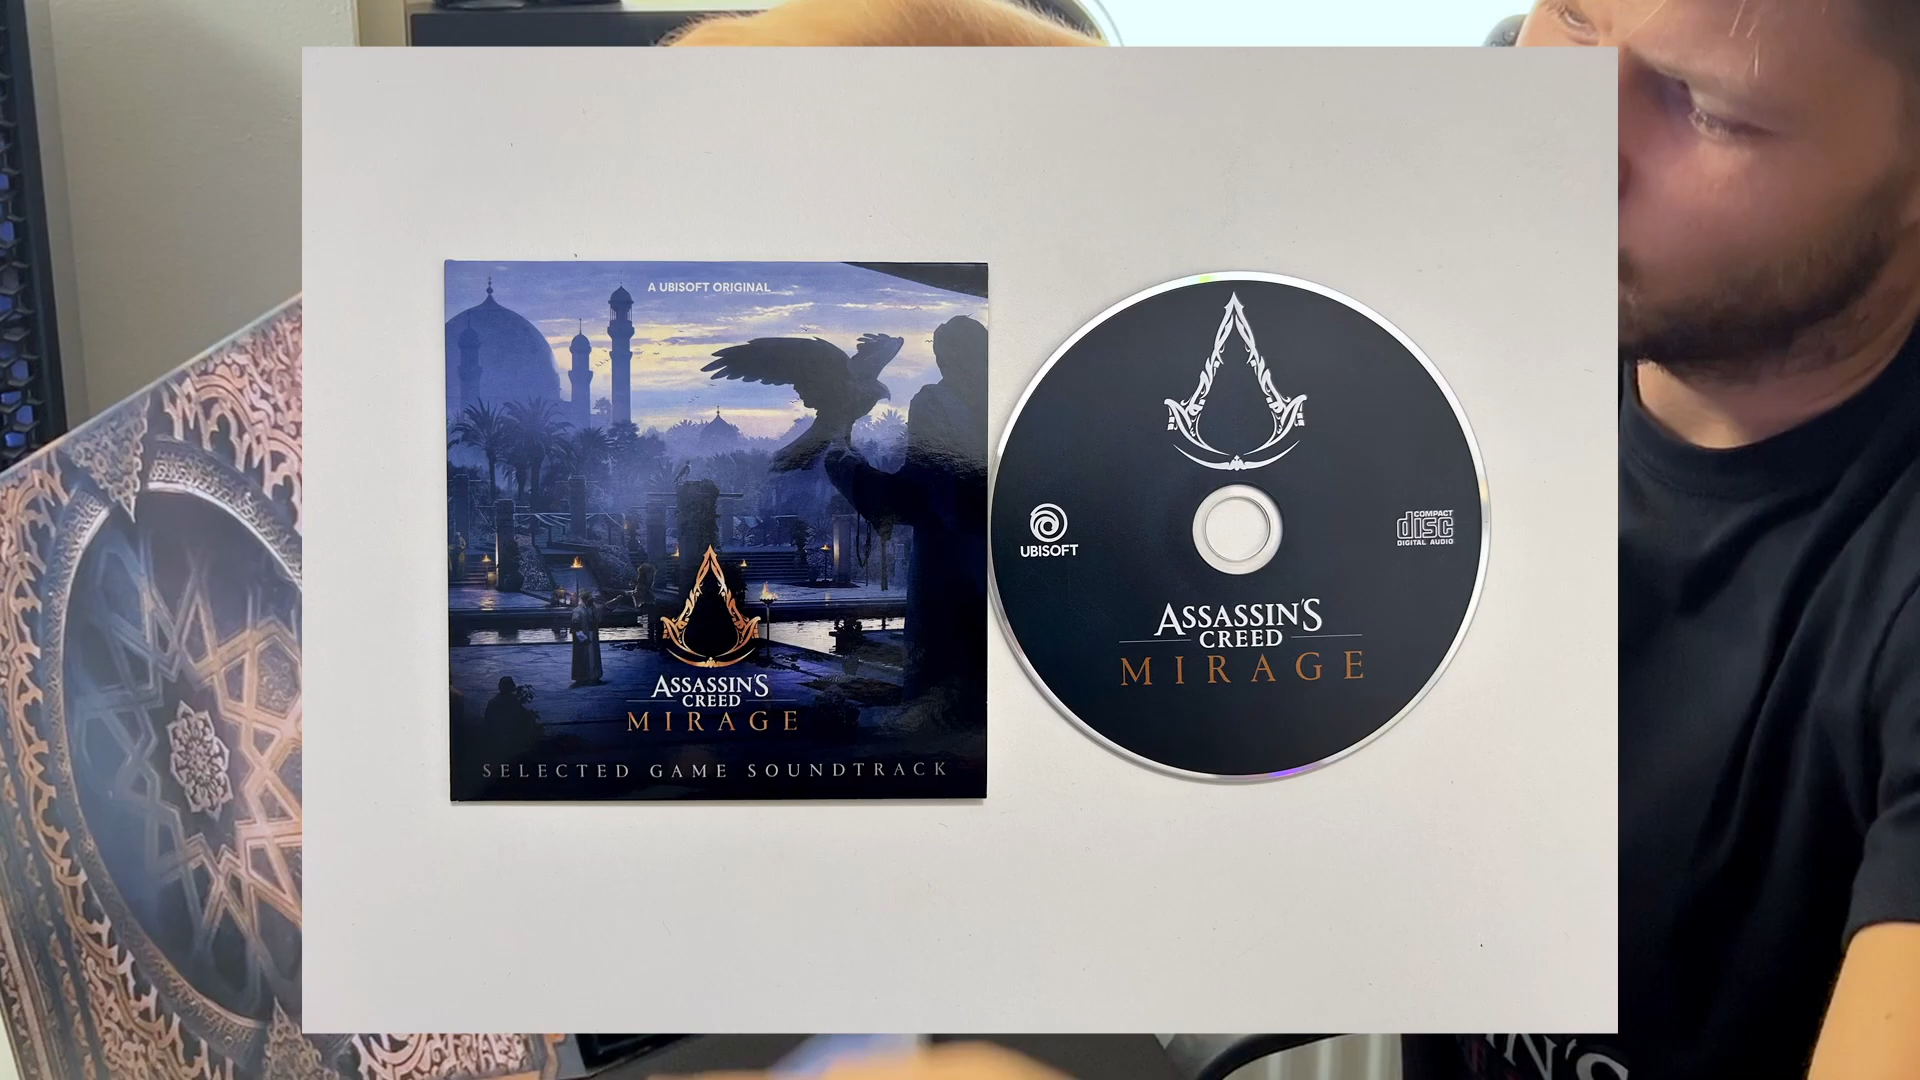 A UBISOFT ORIGINAL
ASSASSIN'S
CREED
MIRAGE
SELECTED GAME SOUNDTRACK
UBISOFT
COMPACT
disc
DIGITAL AUDIO
ASSASSIN'S
CREED
MIRAGE